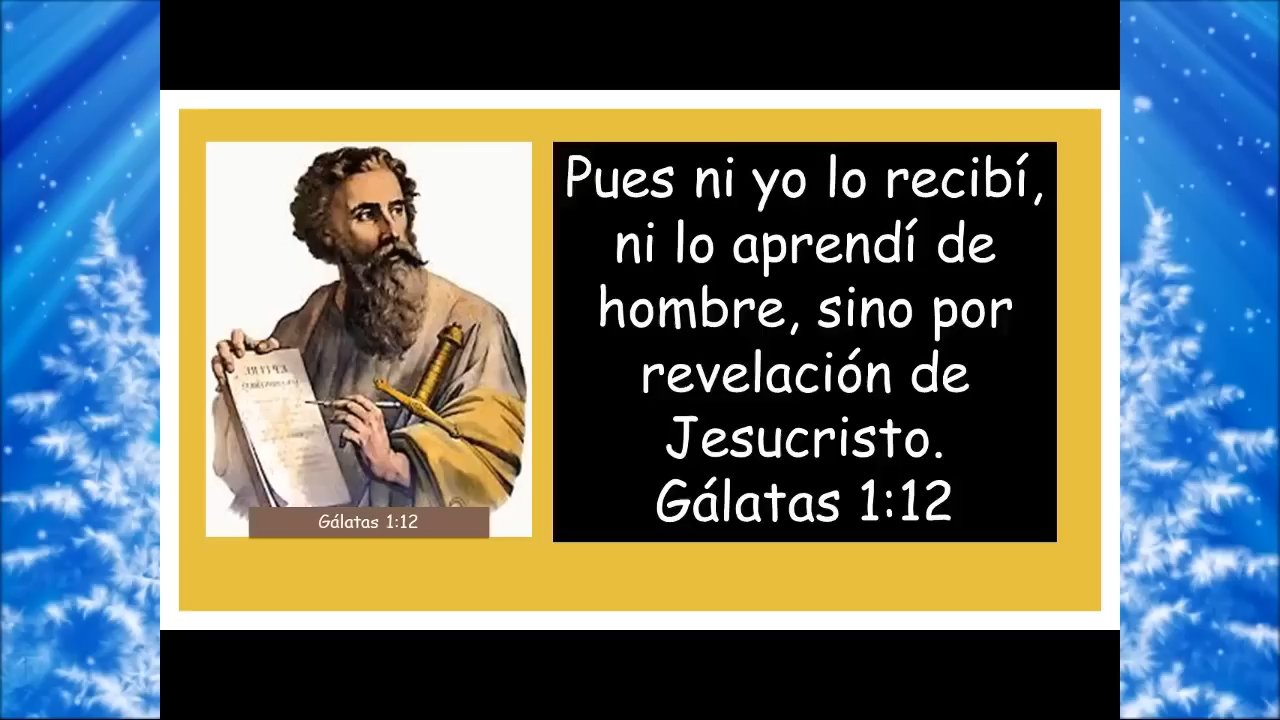 Pues ni yo lo recibí,
ni lo aprendí de
hombre, sino por
revelación de
Jesucristo.
Gálatas 1:12
Gálatas 1:12